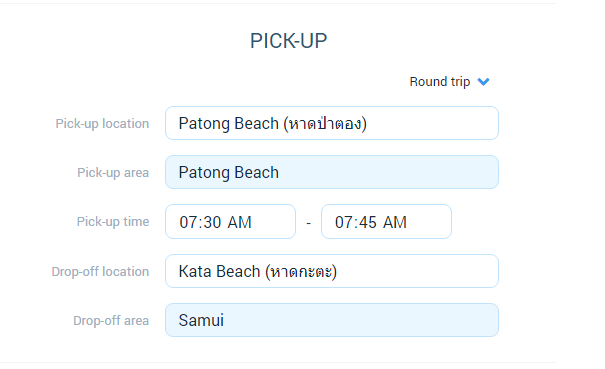 PICK-UP
Round trip
Pick-up location Patong Beach (หาดป่าตอง)
Pick-up area Patong Beach
Pick-up time 07:30 AM - 07:45 AM
Drop-off location Kata Beach (หาดกะตะ)
Drop-off area Samui